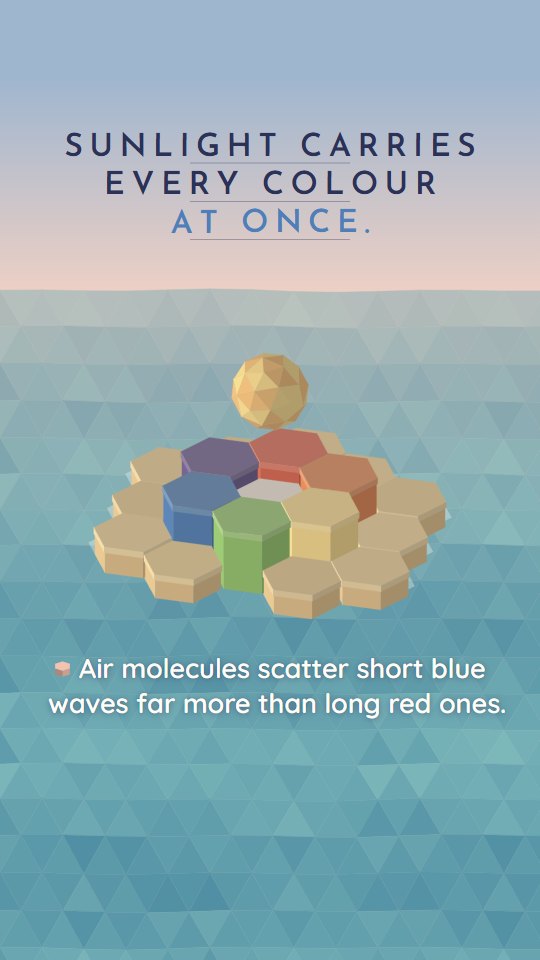 SUNLIGHT CARRIES
EVERY COLOUR
AT ONCE.
Air molecules scatter short blue
waves far more than long red ones.